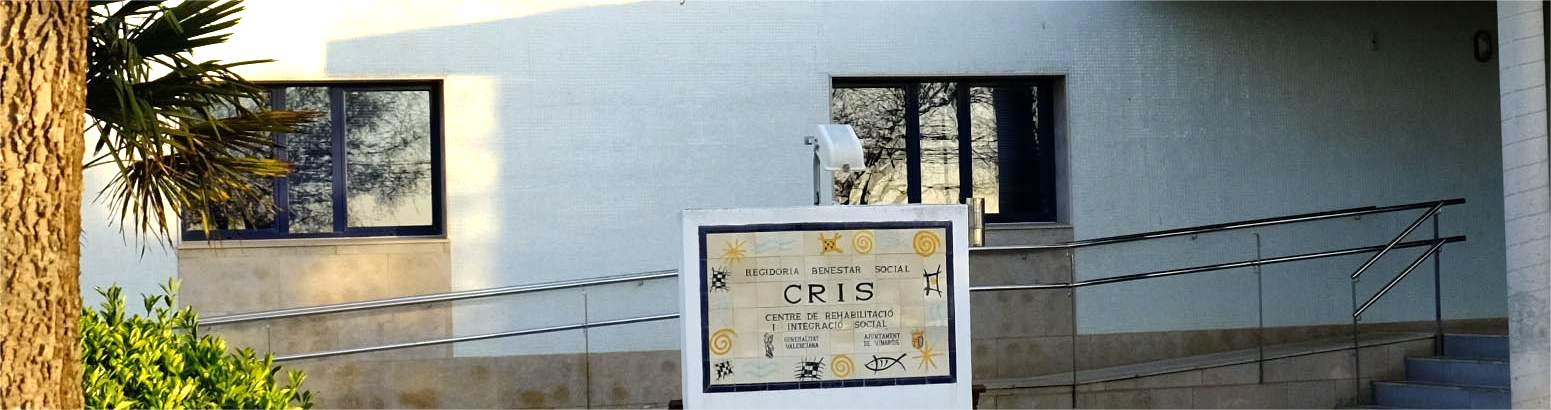 REGIDORIA BENESTAR SOCIAL
CRIS
CENTRE DE REHABILITACIÓ
I INTEGRACIÓ SOCIAL
GENERALITAT
VALENCIANA
AJUNTAMENT
DE VINARÒS